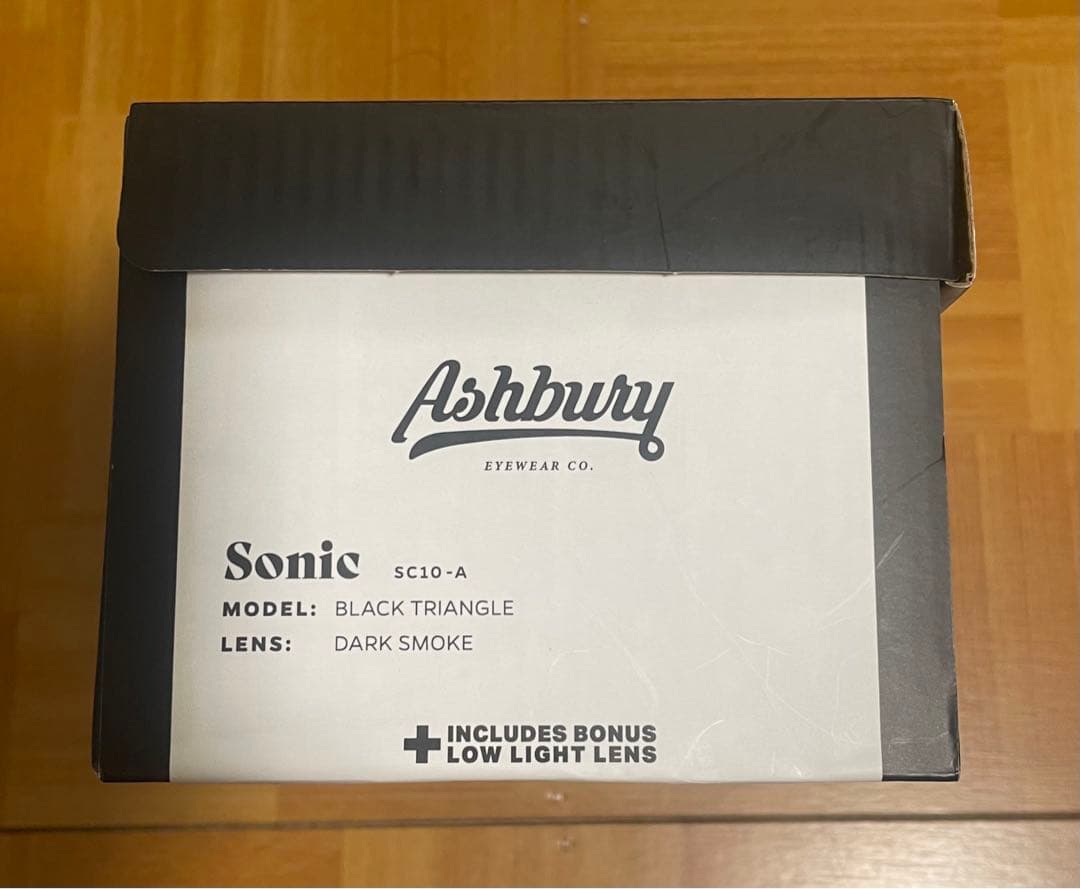 Ashbury
EYEWEAR CO.
Sonic SC10-A
MODEL: BLACK TRIANGLE
LENS: DARK SMOKE
+ INCLUDES BONUS
LOW LIGHT LENS